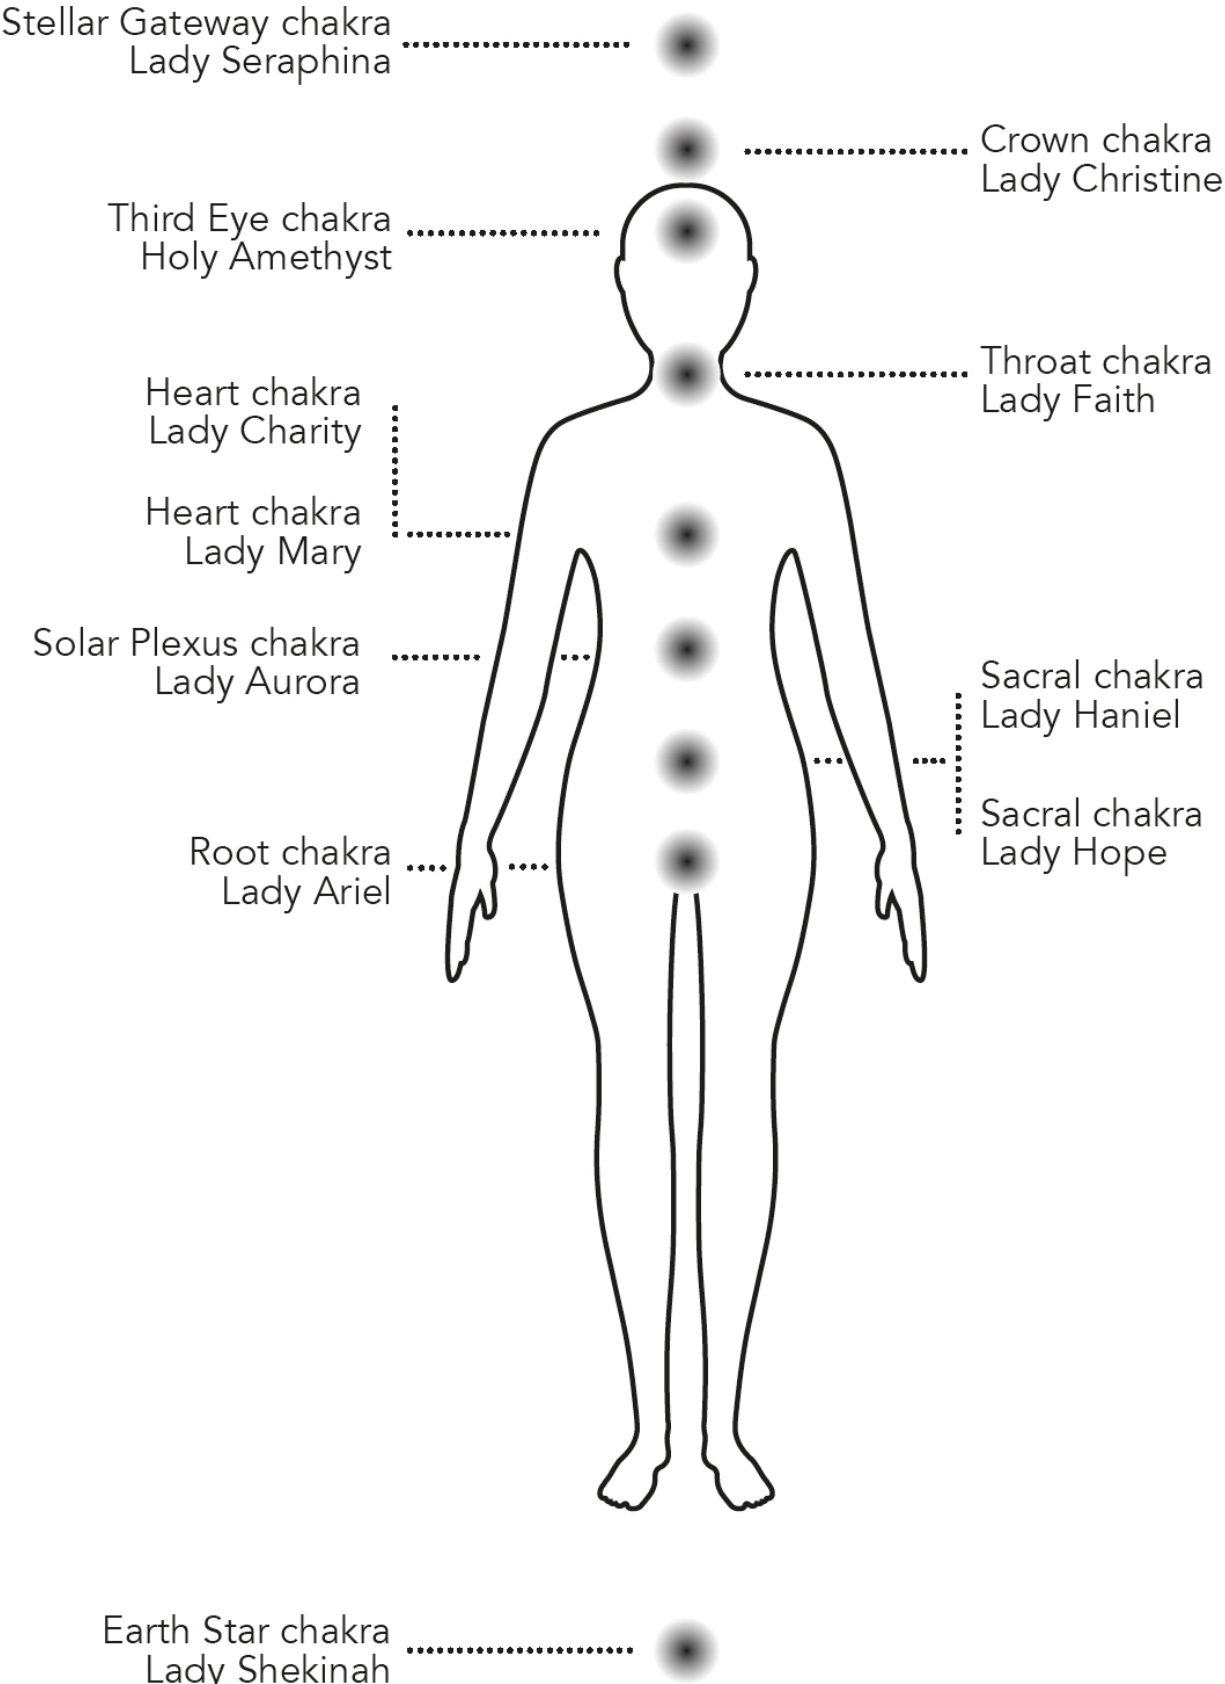 Stellar Gateway chakra
Lady Seraphina
Crown chakra
Lady Christine
Third Eye chakra
Holy Amethyst
Throat chakra
Lady Faith
Heart chakra
Lady Charity
Heart chakra
Lady Mary
Solar Plexus chakra
Lady Aurora
Sacral chakra
Lady Haniel
Sacral chakra
Lady Hope
Root chakra
Lady Ariel
Earth Star chakra
Lady Shekinah